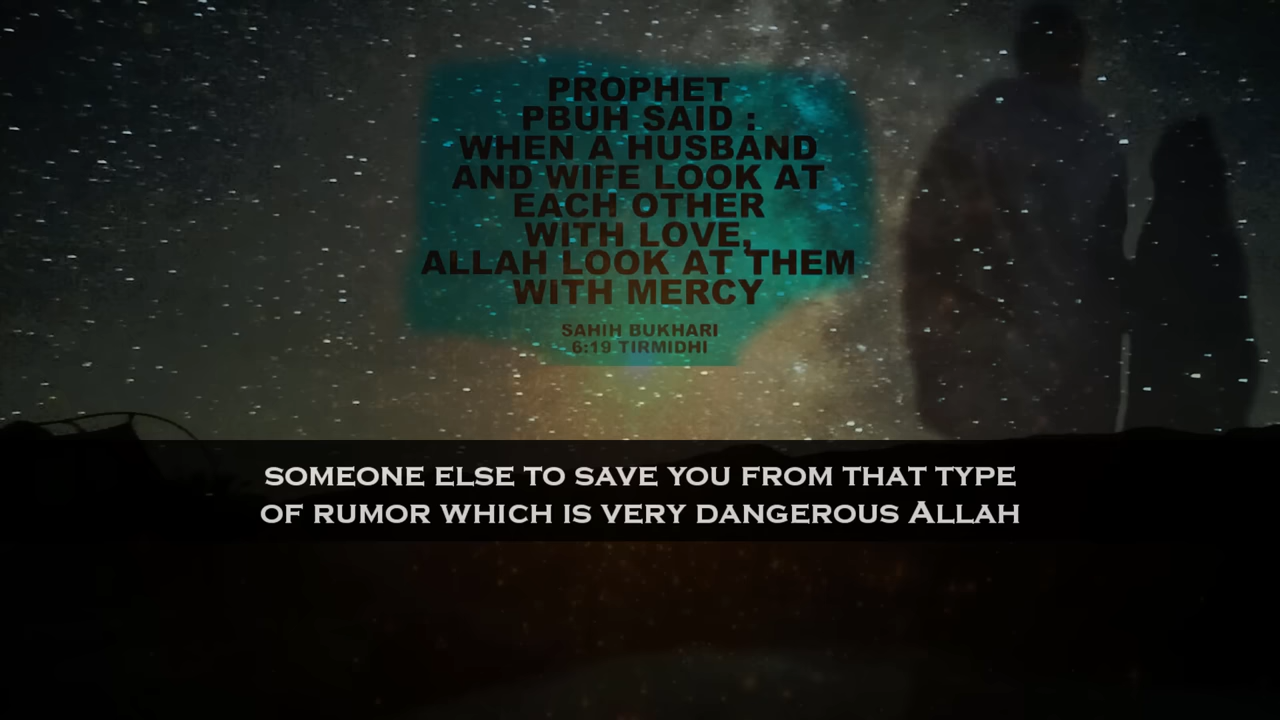 PROPHET
PBUH SAID :
WHEN A HUSBAND
AND WIFE LOOK AT
EACH OTHER
WITH LOVE,
ALLAH LOOK AT THEM
WITH MERCY
SAHIH BUKHARI
6:19 TIRMIDHI
SOMEONE ELSE TO SAVE YOU FROM THAT TYPE
OF RUMOR WHICH IS VERY DANGEROUS ALLAH